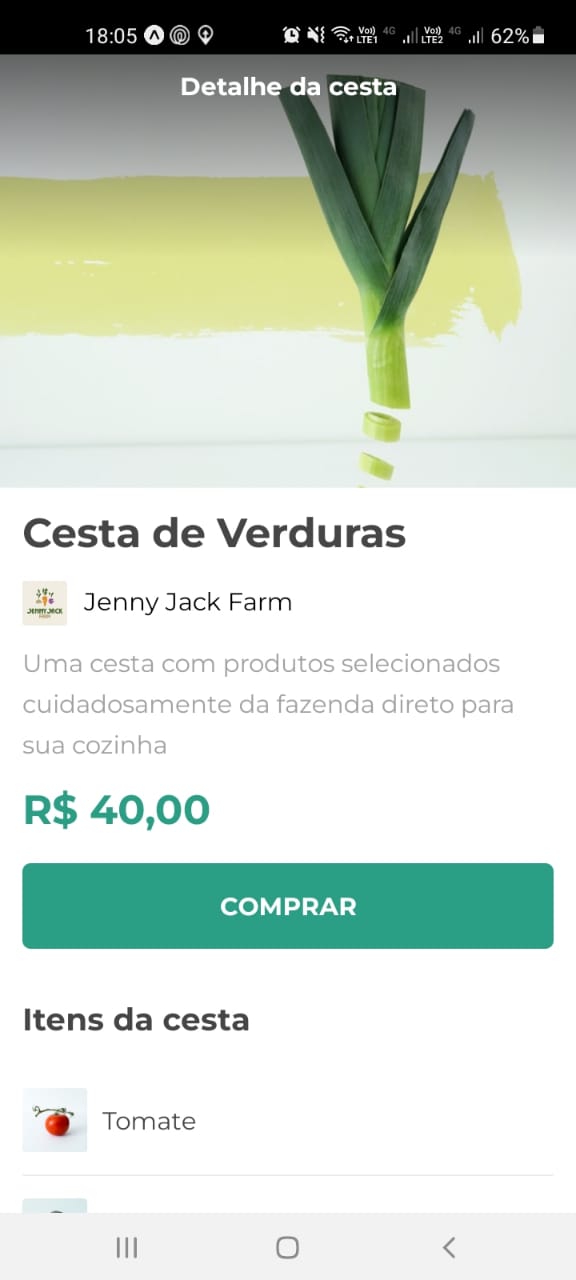 18:05 Vo)) LTE1 4G Vo)) LTE2 4G 62%
Detalhe da cesta
Cesta de Verduras
JENNY JACK
FARM
Jenny Jack Farm
Uma cesta com produtos selecionados
cuidadosamente da fazenda direto para
sua cozinha
R$ 40,00
COMPRAR
Itens da cesta
Tomate